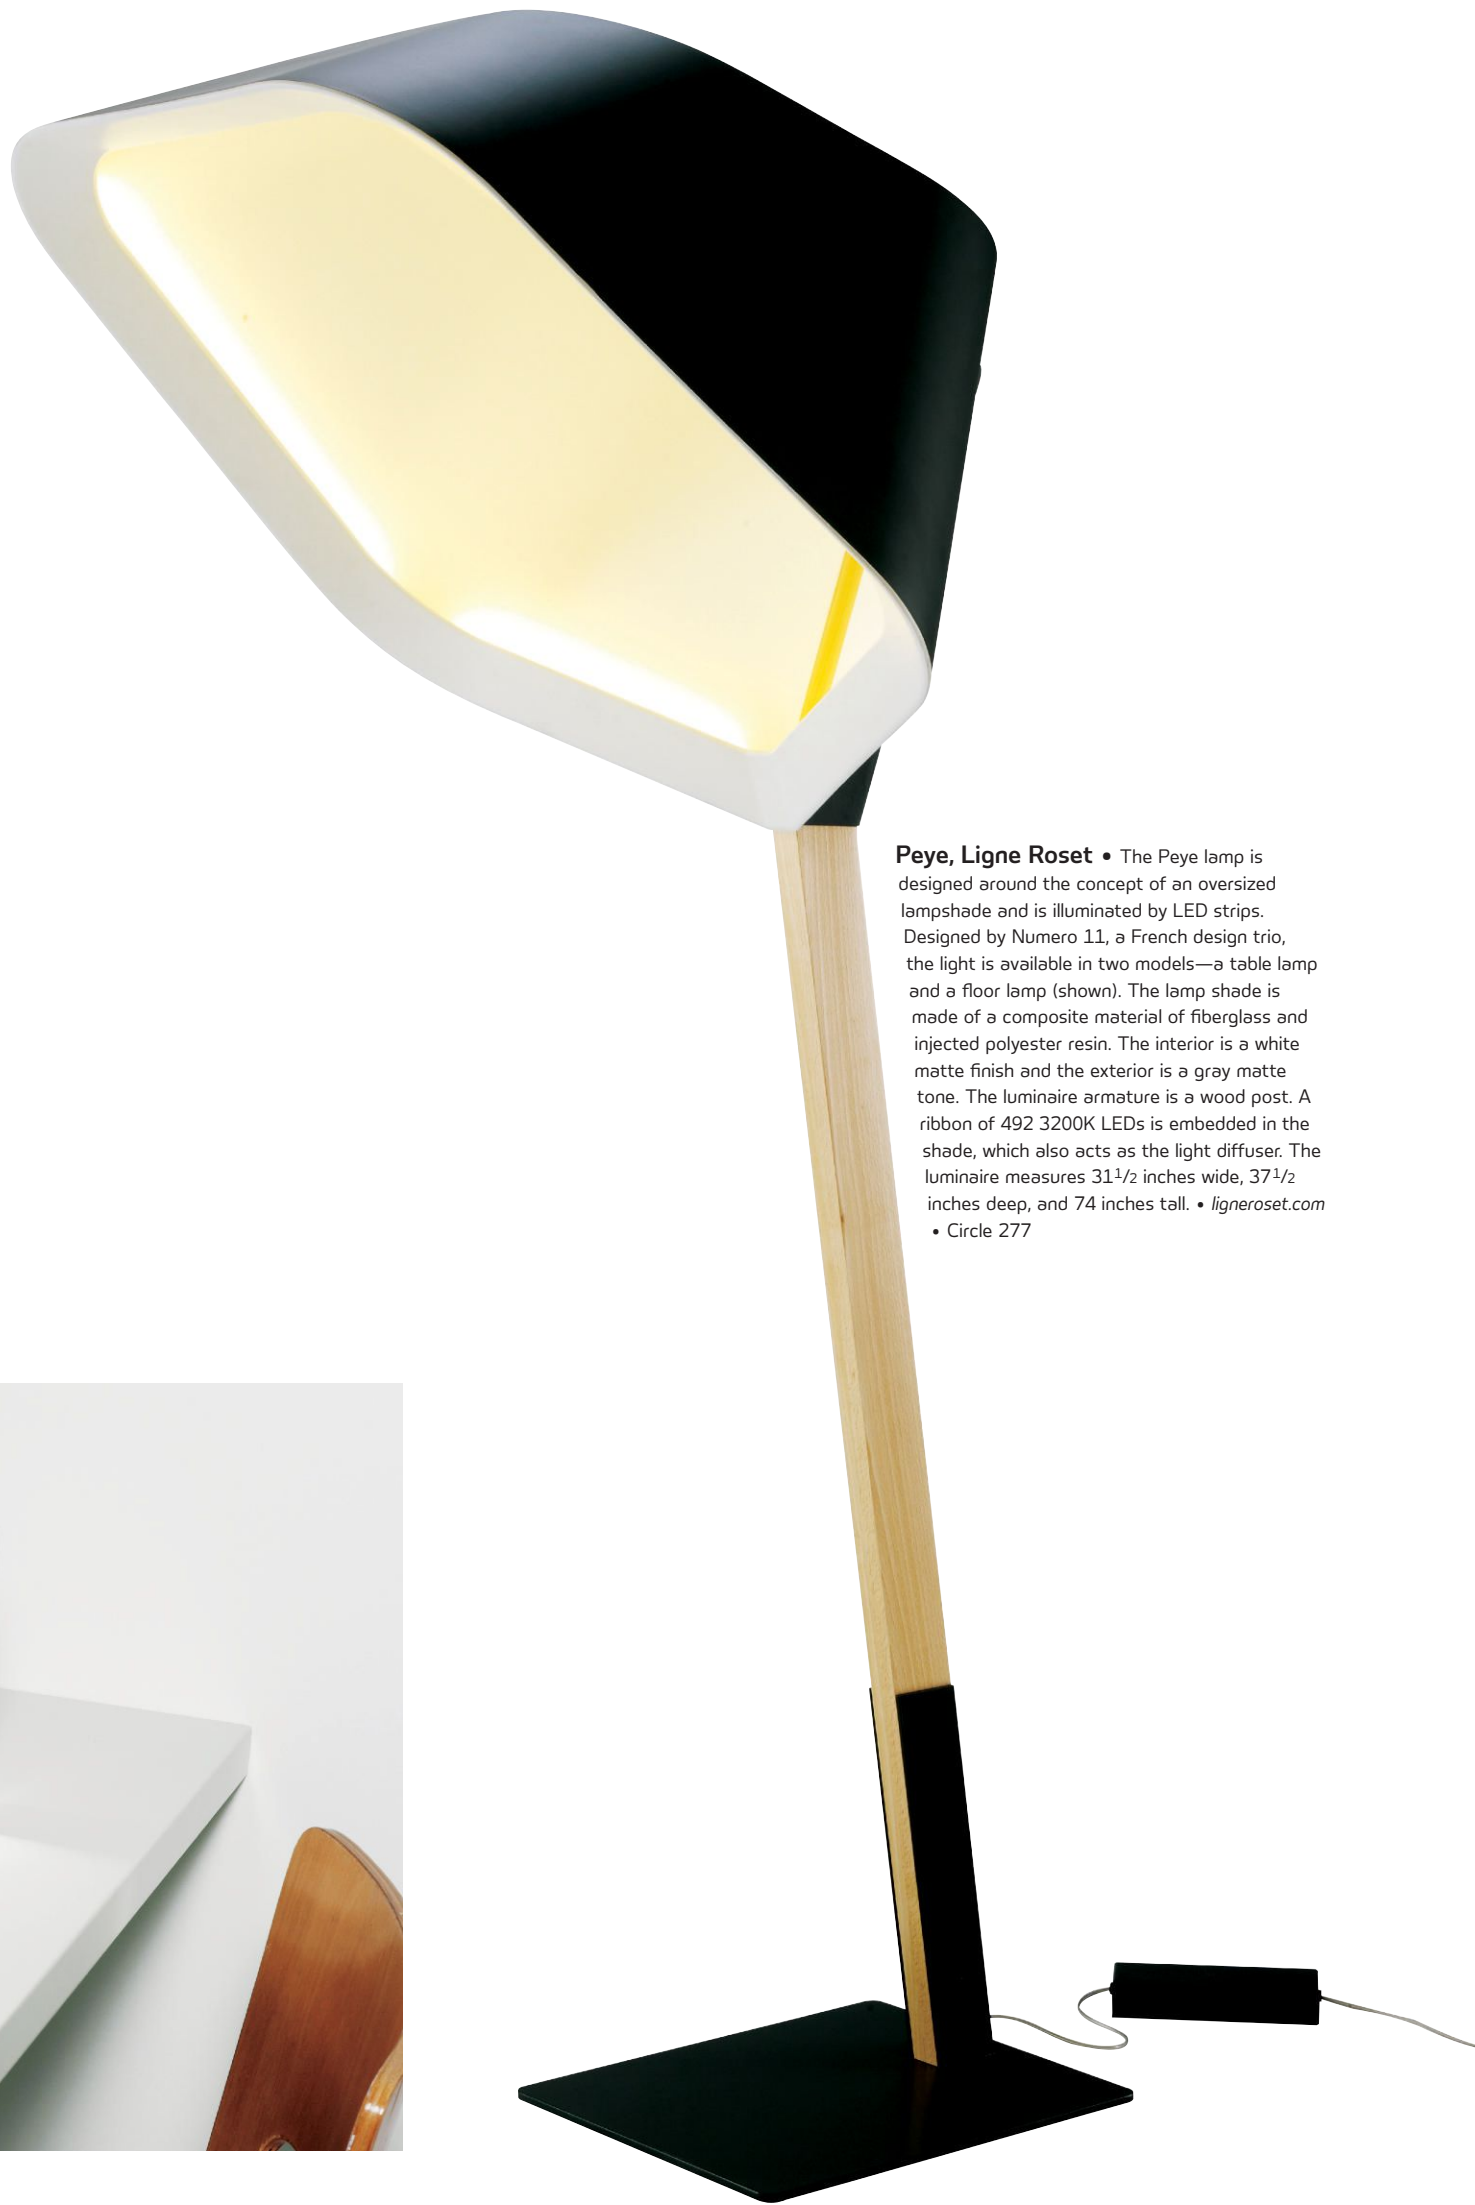 Peye, Ligne Roset • The Peye lamp is
designed around the concept of an oversized
lampshade and is illuminated by LED strips.
Designed by Numero 11, a French design trio,
the light is available in two models—a table lamp
and a floor lamp (shown). The lamp shade is
made of a composite material of fiberglass and
injected polyester resin. The interior is a white
matte finish and the exterior is a gray matte
tone. The luminaire armature is a wood post. A
ribbon of 492 3200K LEDs is embedded in the
shade, which also acts as the light diffuser. The
luminaire measures 31 1/2 inches wide, 37 1/2
inches deep, and 74 inches tall. • ligneroset.com
• Circle 277